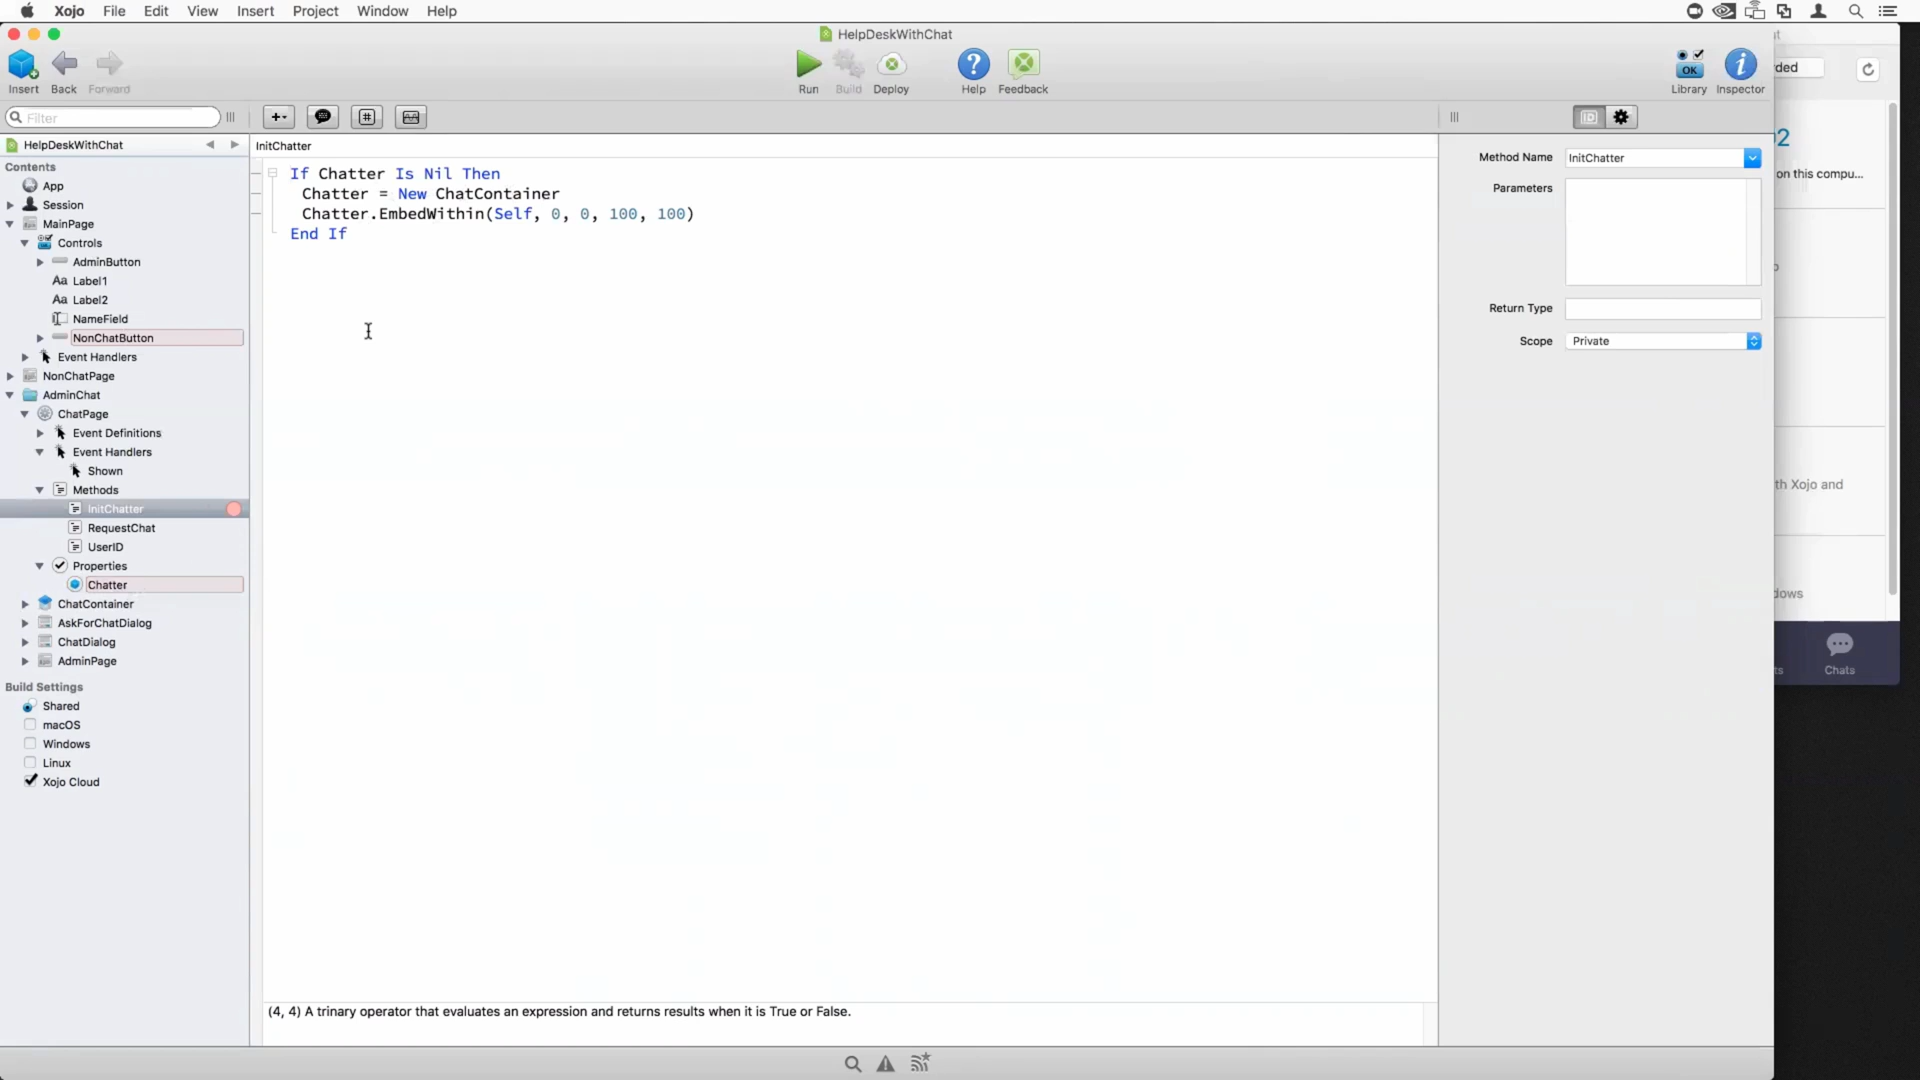 Xojo File Edit View Insert Project Window Help
HelpDeskWithChat
Insert Back Forward Run Build Deploy Help Feedback Library Inspector
Filter
ID
HelpDeskWithChat
InitChatter
Contents
App
Session
MainPage
Controls
AdminButton
Label1
Label2
NameField
NonChatButton
Event Handlers
NonChatPage
AdminChat
ChatPage
Event Definitions
Event Handlers
Shown
Methods
InitChatter
RequestChat
UserID
Properties
Chatter
ChatContainer
AskForChatDialog
ChatDialog
AdminPage
Build Settings
Shared
macOS
Windows
Linux
Xojo Cloud
If Chatter Is Nil Then
Chatter = New ChatContainer
Chatter.EmbedWithin(Self, 0, 0, 100, 100)
End If
(4, 4) A trinary operator that evaluates an expression and returns results when it is True or False.
Method Name InitChatter
Parameters
Return Type
Scope Private
on this compu...
th Xojo and
Chats